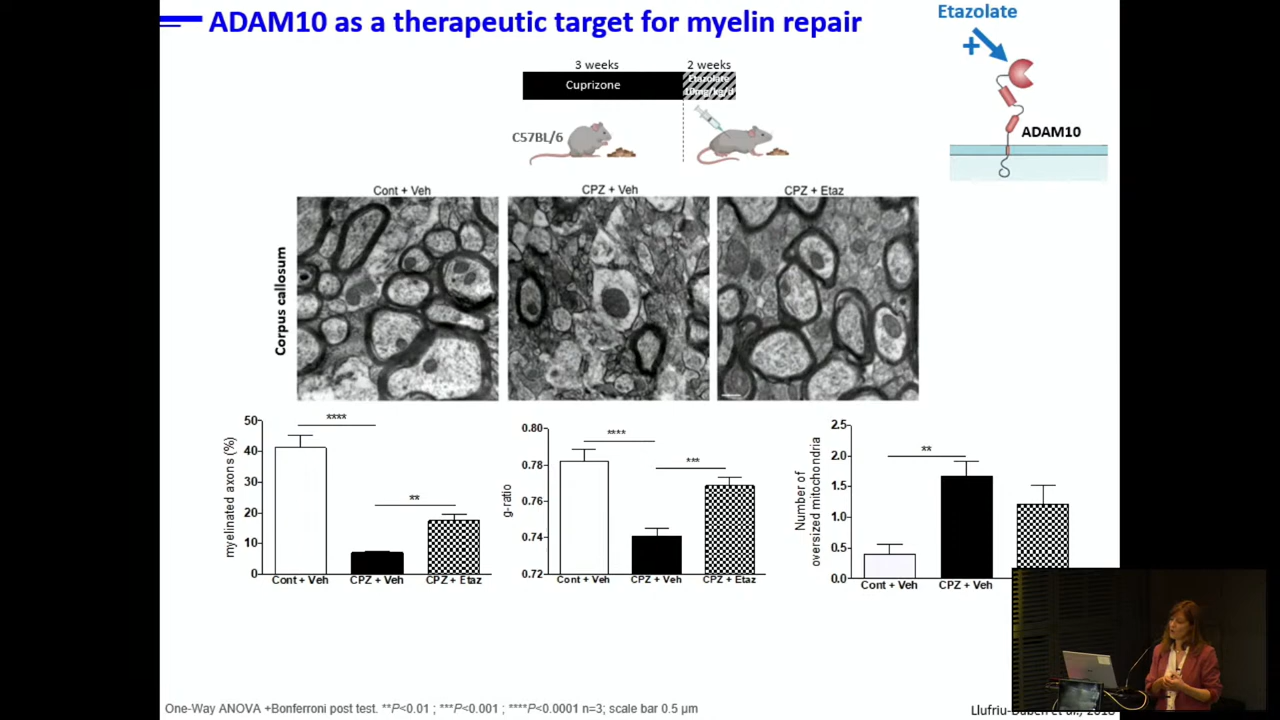 ADAM10 as a therapeutic target for myelin repair
Etazolate
+
3 weeks
2 weeks
Cuprizone
Etazolate
10mg/kg/d
C57BL/6
ADAM10
Cont + Veh
CPZ + Veh
CPZ + Etaz
Corpus callosum
myelinated axons (%)
50
40
30
20
10
0
****
**
Cont + Veh
CPZ + Veh
CPZ + Etaz
g-ratio
0.80
0.78
0.76
0.74
0.72
****
***
Cont + Veh
CPZ + Veh
CPZ + Etaz
Number of
oversized mitochondria
2.5
2.0
1.5
1.0
0.5
0.0
**
Cont + Veh
CPZ + Veh
One-Way ANOVA +Bonferroni post test. **P<0.01 ; ***P<0.001 ; ****P<0.0001 n=3; scale bar 0.5 µm